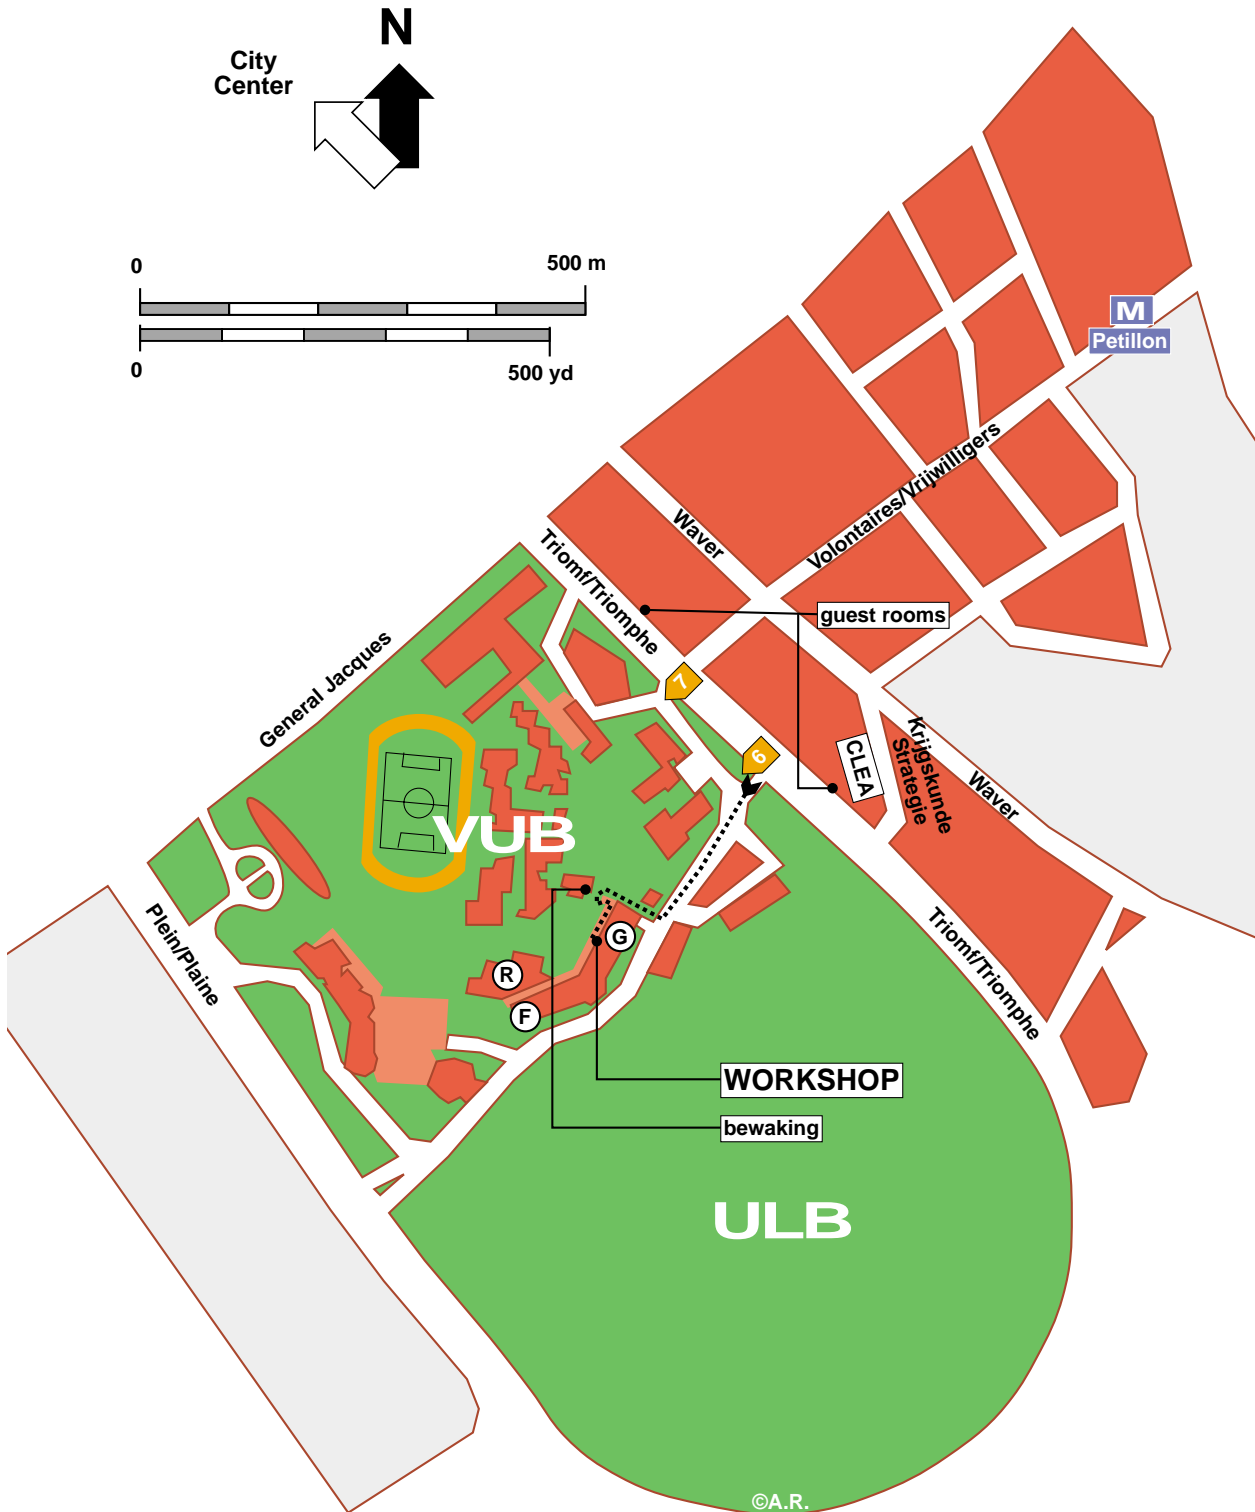 N
City
Center
0
500 m
0
500 yd
M
Petillon
Volontaires/Vrijwilligers
Waver
Triomf/Triomphe
guest rooms
General Jacques
7
6
CLEA
Krijgskunde
Strategie
Waver
VUB
Plein/Plaine
G
R
F
Triomf/Triomphe
WORKSHOP
bewaking
ULB
©A.R.